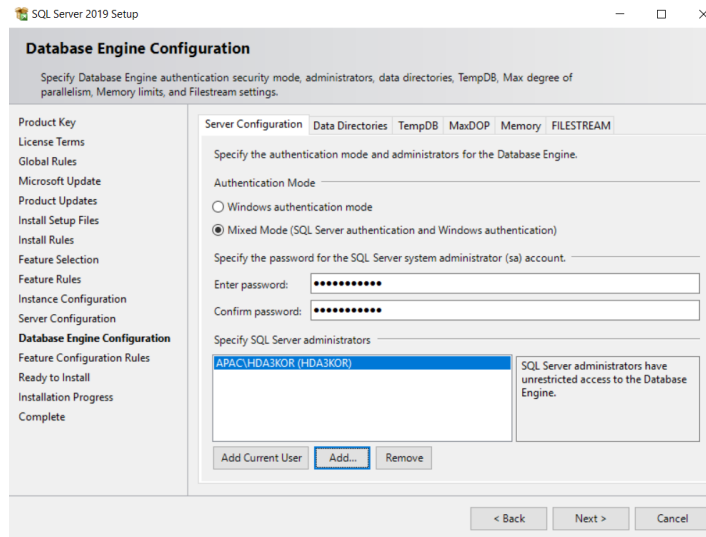 SQL Server 2019 Setup
Database Engine Configuration
Specify Database Engine authentication security mode, administrators, data directories, TempDB, Max degree of
parallelism, Memory limits, and Filestream settings.
Product Key
License Terms
Global Rules
Microsoft Update
Product Updates
Install Setup Files
Install Rules
Feature Selection
Feature Rules
Instance Configuration
Server Configuration
Database Engine Configuration
Feature Configuration Rules
Ready to Install
Installation Progress
Complete
Server Configuration Data Directories TempDB MaxDOP Memory FILESTREAM
Specify the authentication mode and administrators for the Database Engine.
Authentication Mode
Windows authentication mode
Mixed Mode (SQL Server authentication and Windows authentication)
Specify the password for the SQL Server system administrator (sa) account.
Enter password: ●●●●●●●●●●●
Confirm password: ●●●●●●●●●●●
Specify SQL Server administrators
APAC\HDA3KOR (HDA3KOR)
SQL Server administrators have
unrestricted access to the Database
Engine.
Add Current User Add... Remove
< Back Next > Cancel